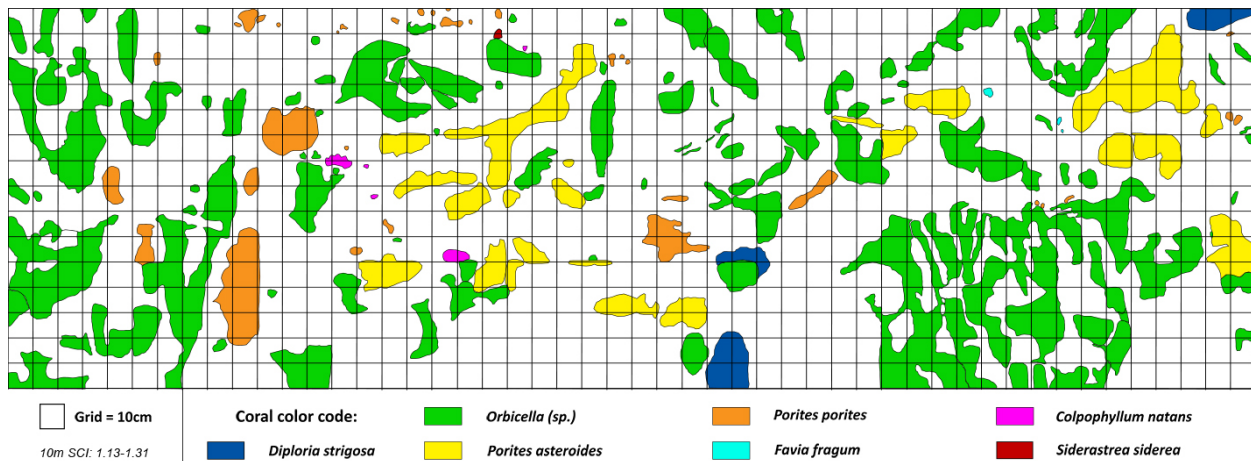 Grid = 10cm
10m SCI: 1.13-1.31
Coral color code:
Diploria strigosa
Orbicella (sp.)
Porites asteroides
Porites porites
Favia fragum
Colpophyllum natans
Siderastrea siderea